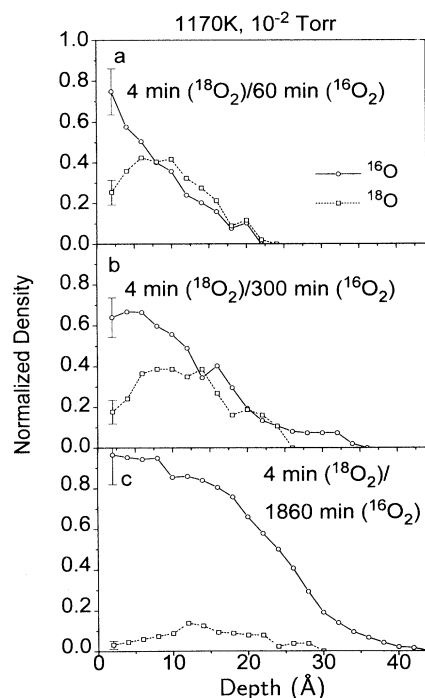 1170K, 10⁻² Torr
1.0
a
4 min (¹⁸O₂)/60 min (¹⁶O₂)
0.8
0.6
¹⁶O
0.4
¹⁸O
0.2
0.0
b
4 min (¹⁸O₂)/300 min (¹⁶O₂)
0.8
0.6
0.4
0.2
0.0
c
4 min (¹⁸O₂)/
1860 min (¹⁶O₂)
0.8
0.6
0.4
0.2
0.0
0 10 20 30 40
Depth (Å)
Normalized Density